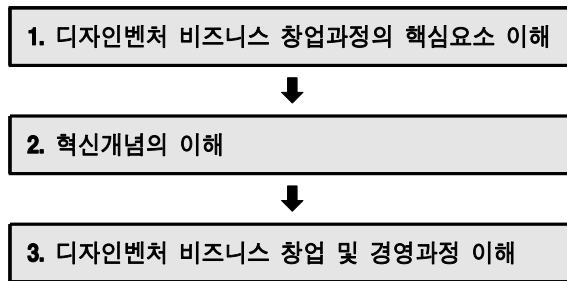 1. 디자인벤처 비즈니스 창업과정의 핵심요소 이해
2. 혁신개념의 이해
3. 디자인벤처 비즈니스 창업 및 경영과정 이해